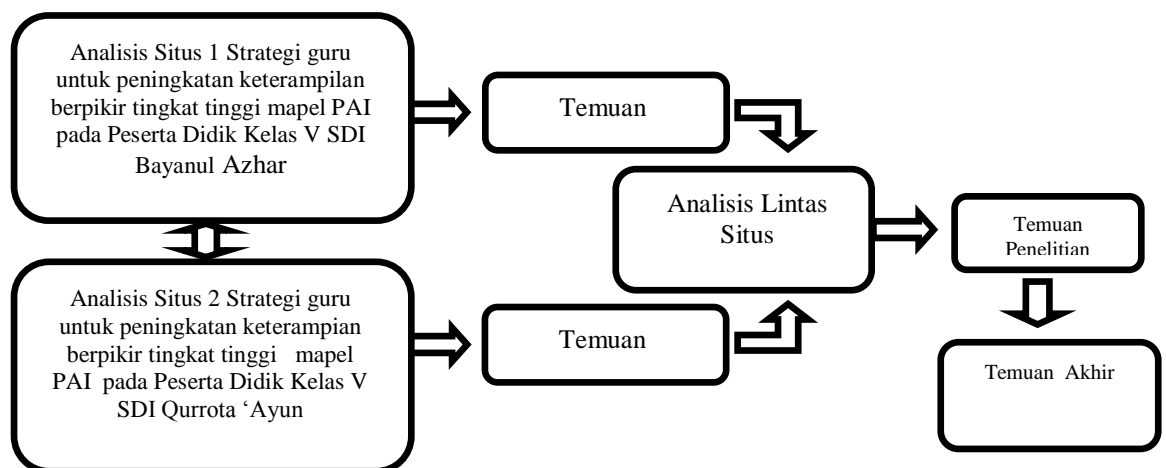 Analisis Situs 1 Strategi guru
untuk peningkatan keterampilan
berpikir tingkat tinggi mapel PAI
pada Peserta Didik Kelas V SDI
Bayanul Azhar
Temuan
Analisis Lintas
Situs
Temuan
Penelitian
Analisis Situs 2 Strategi guru
untuk peningkatan keterampian
berpikir tingkat tinggi mapel
PAI pada Peserta Didik Kelas V
SDI Qurrota ‘Ayun
Temuan
Temuan Akhir